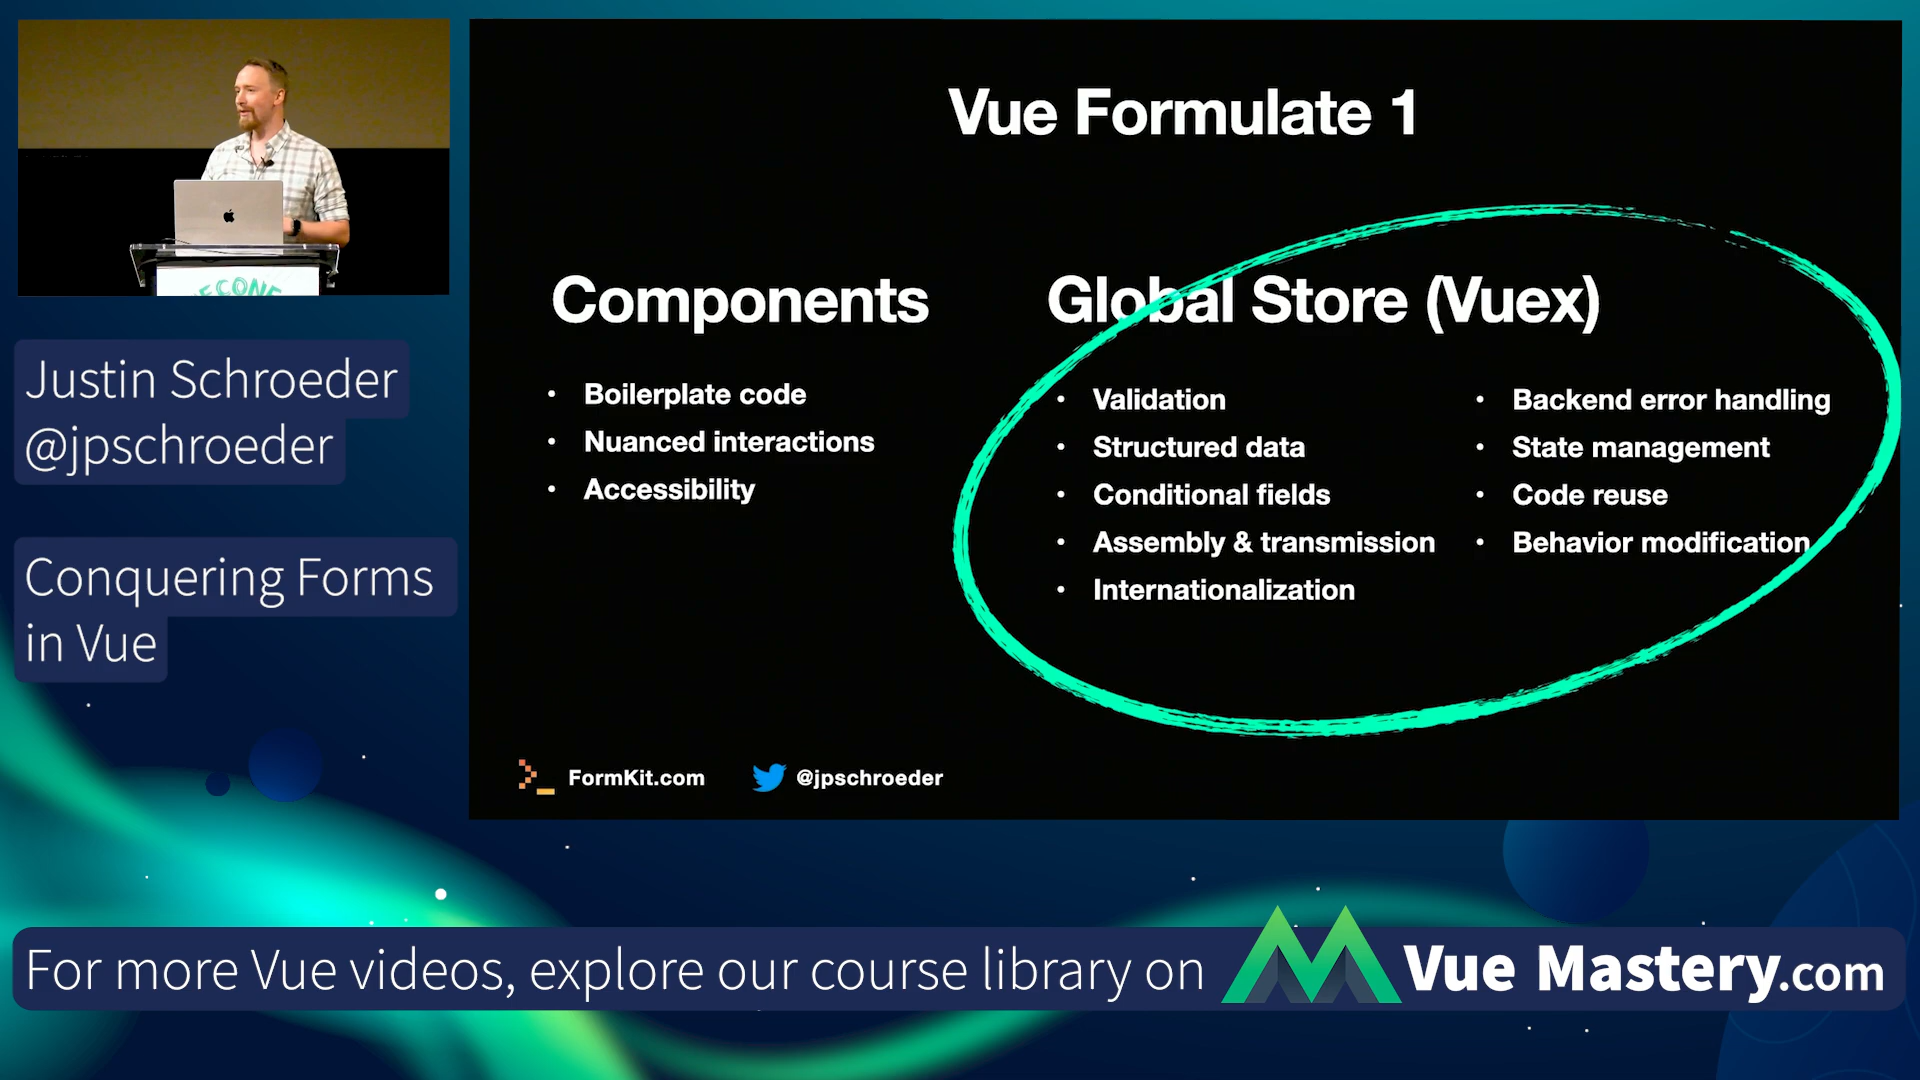 Vue Formulate 1
Components
• Boilerplate code
• Nuanced interactions
• Accessibility
Global Store (Vuex)
• Validation
• Structured data
• Conditional fields
• Assembly & transmission
• Internationalization
• Backend error handling
• State management
• Code reuse
• Behavior modification
FormKit.com
@jpschroeder
Justin Schroeder
@jpschroeder
Conquering Forms
in Vue
For more Vue videos, explore our course library on Vue Mastery.com